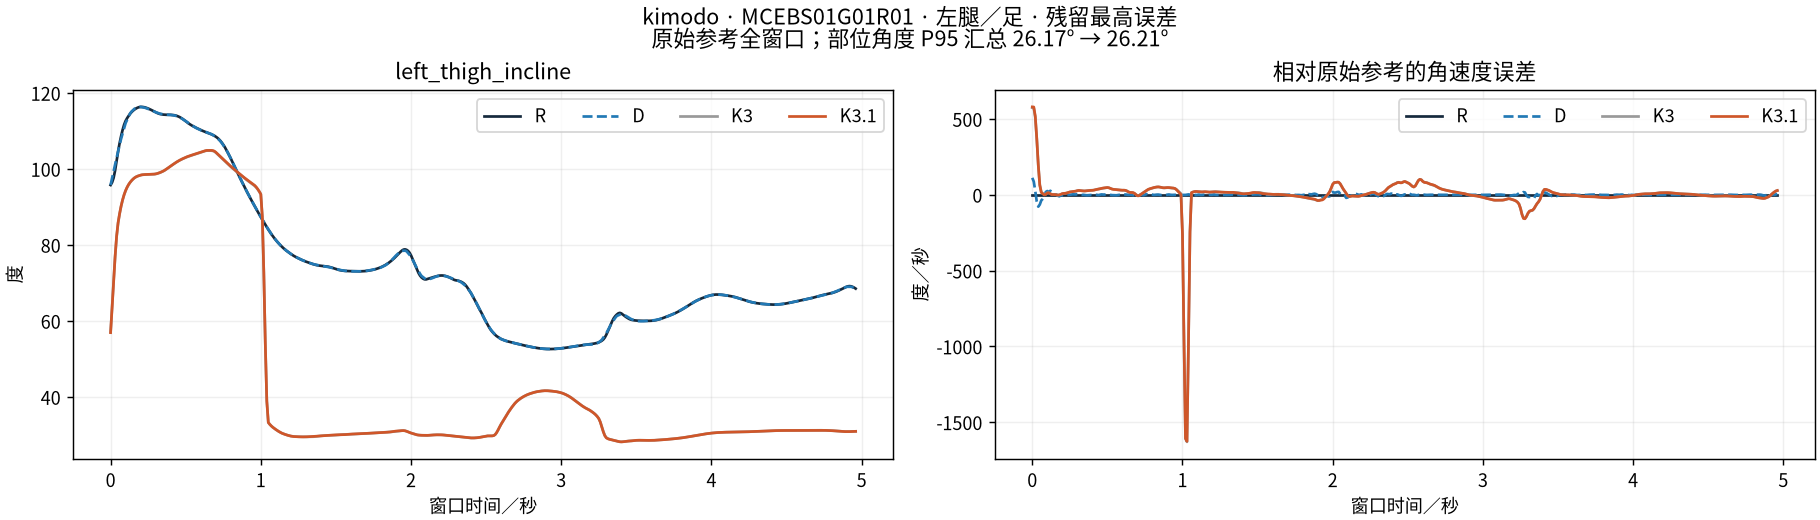 kimodo · MCEBS01G01R01 · 左腿／足 · 残留最高误差
原始参考全窗口；部位角度 P95 汇总 26.17° → 26.21°
left_thigh_incline
R D K3 K3.1
120
100
80
60
40
度
0 1 2 3 4 5
窗口时间／秒
相对原始参考的角速度误差
R D K3 K3.1
500
0
-500
-1000
-1500
度／秒
0 1 2 3 4 5
窗口时间／秒